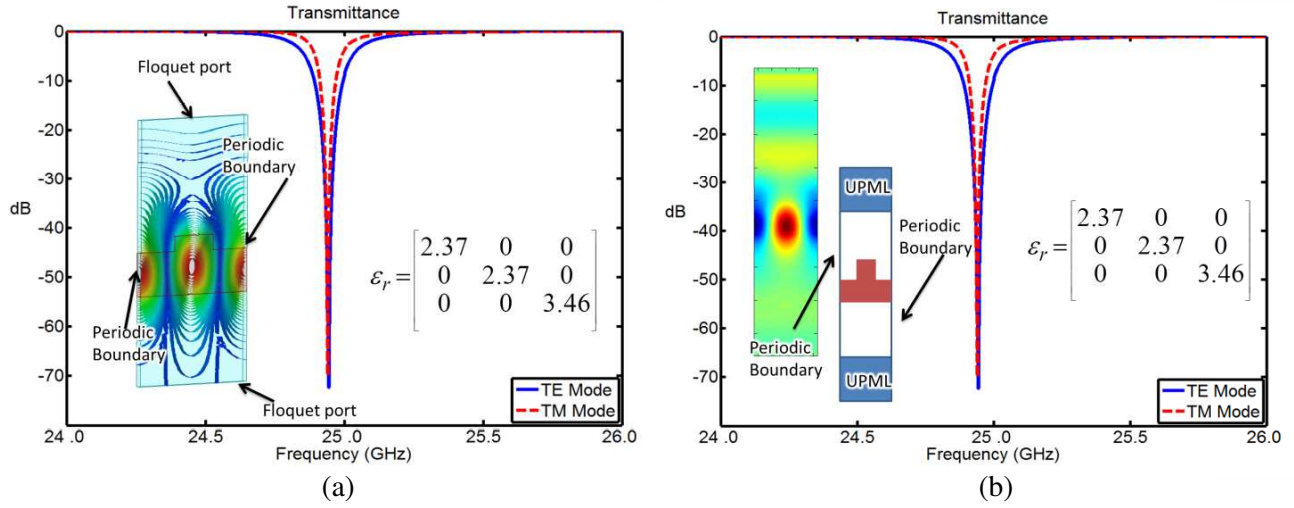 Transmittance
0
-10
-20
-30
dB
-40
-50
-60
-70
-80
24 .0
24.5
25.0
25.5
26.0
Frequency (GHz)
Floquet port
Periodic
Boundary
Periodic
Boundary
Floquet port
εr = [2.37 0 0
0 2.37 0
0 0 3.46]
TE Mode
TM Mode
(a)
Transmittance
0
-10
-20
-30
dB
-40
-50
-60
-70
-80
24 .0
24.5
25.0
25.5
26.0
Frequency (GHz)
UPML
Periodic
Boundary
Periodic
Boundary
UPML
εr = [2.37 0 0
0 2.37 0
0 0 3.46]
TE Mode
TM Mode
(b)